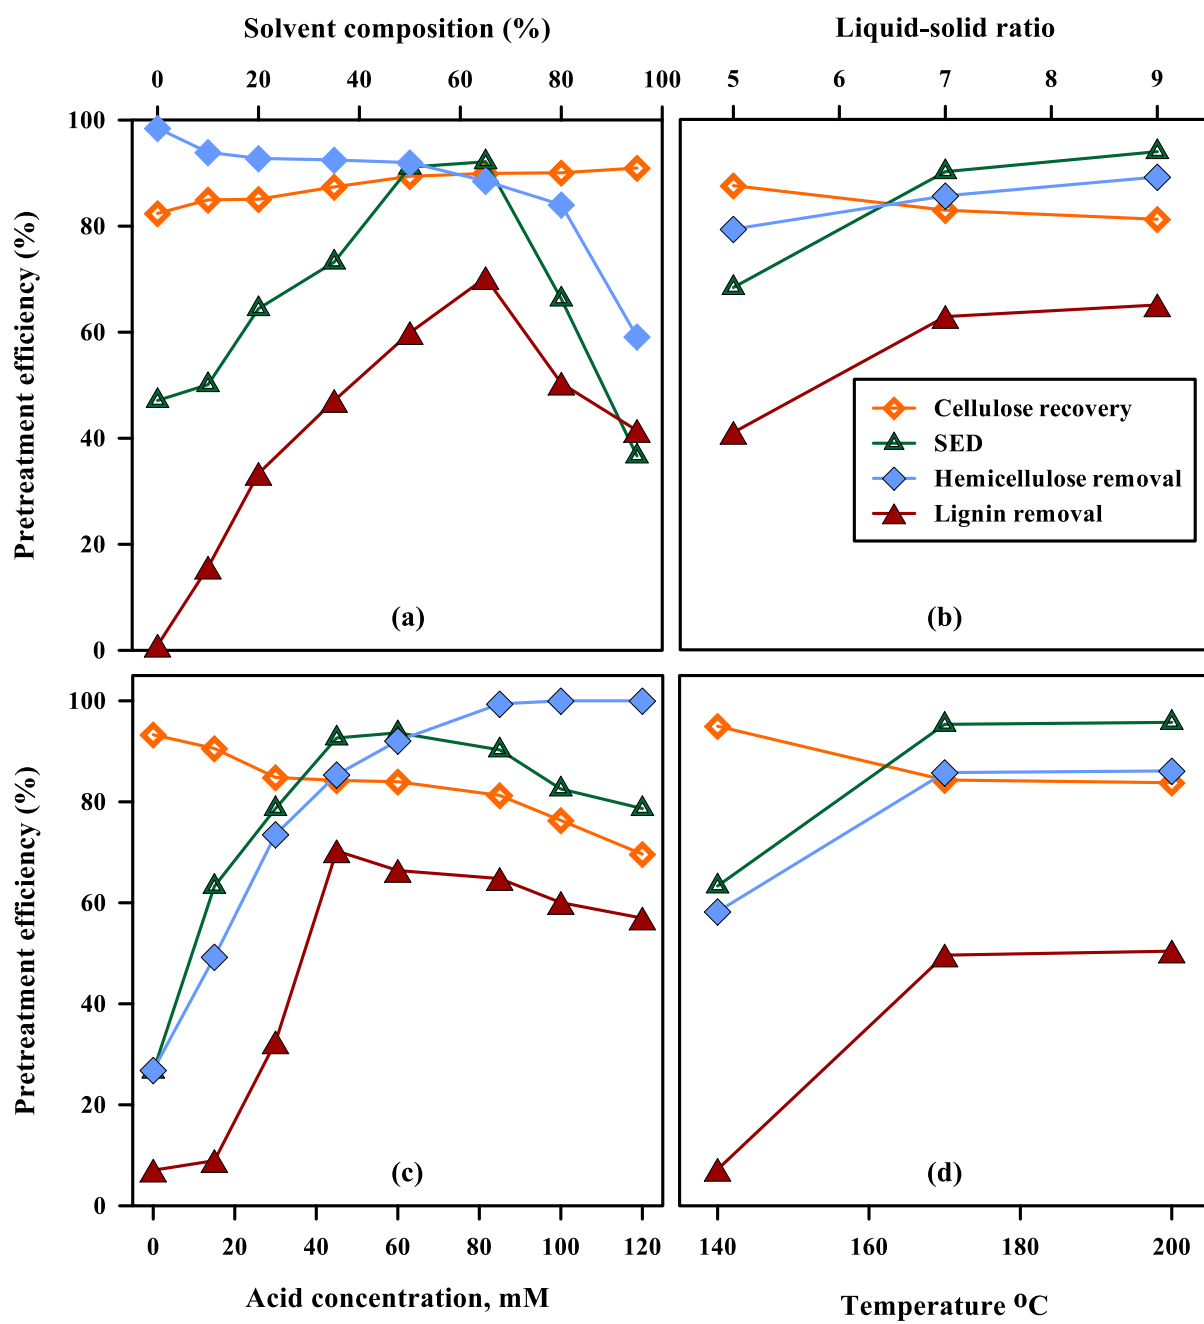 Solvent composition (%)
Liquid-solid ratio
0 20 40 60 80 100
5 6 7 8 9
Pretreatment efficiency (%)
100
80
60
40
20
0
(a)
(b)
Cellulose recovery
SED
Hemicellulose removal
Lignin removal
Pretreatment efficiency (%)
100
80
60
40
20
0
(c)
(d)
0 20 40 60 80 100 120
140 160 180 200
Acid concentration, mM
Temperature ºC